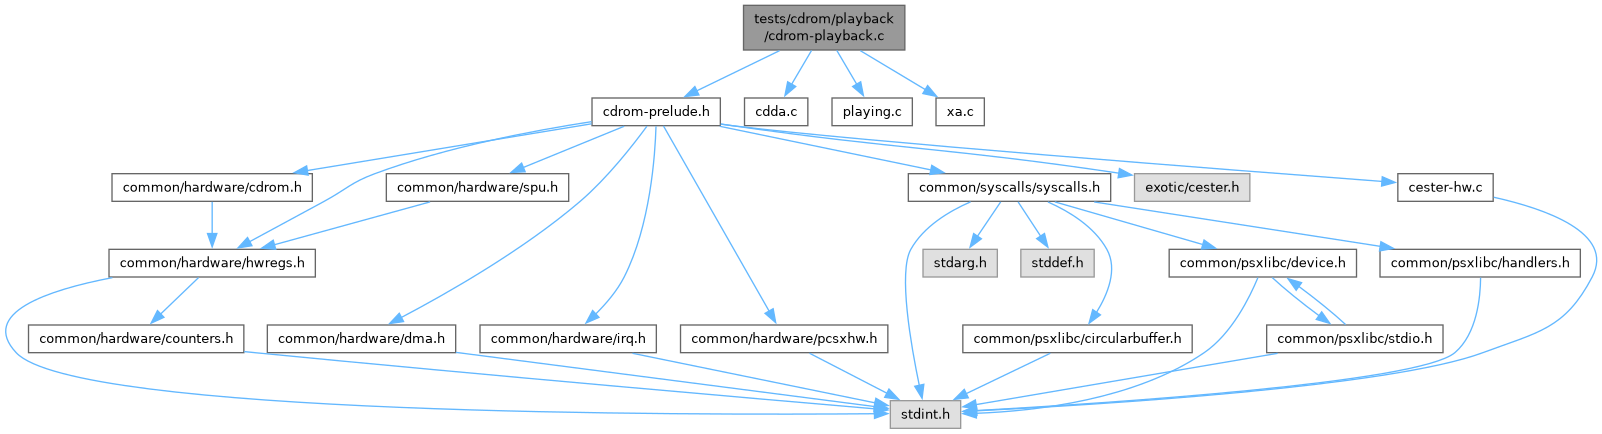 tests/cdrom/playback
/cdrom-playback.c
cdrom-prelude.h
cdda.c
playing.c
xa.c
common/hardware/cdrom.h
common/hardware/spu.h
common/syscalls/syscalls.h
exotic/cester.h
cester-hw.c
common/hardware/hwregs.h
stdarg.h
stddef.h
common/psxlibc/device.h
common/psxlibc/handlers.h
common/hardware/counters.h
common/hardware/dma.h
common/hardware/irq.h
common/hardware/pcsxhw.h
common/psxlibc/circularbuffer.h
common/psxlibc/stdio.h
stdint.h